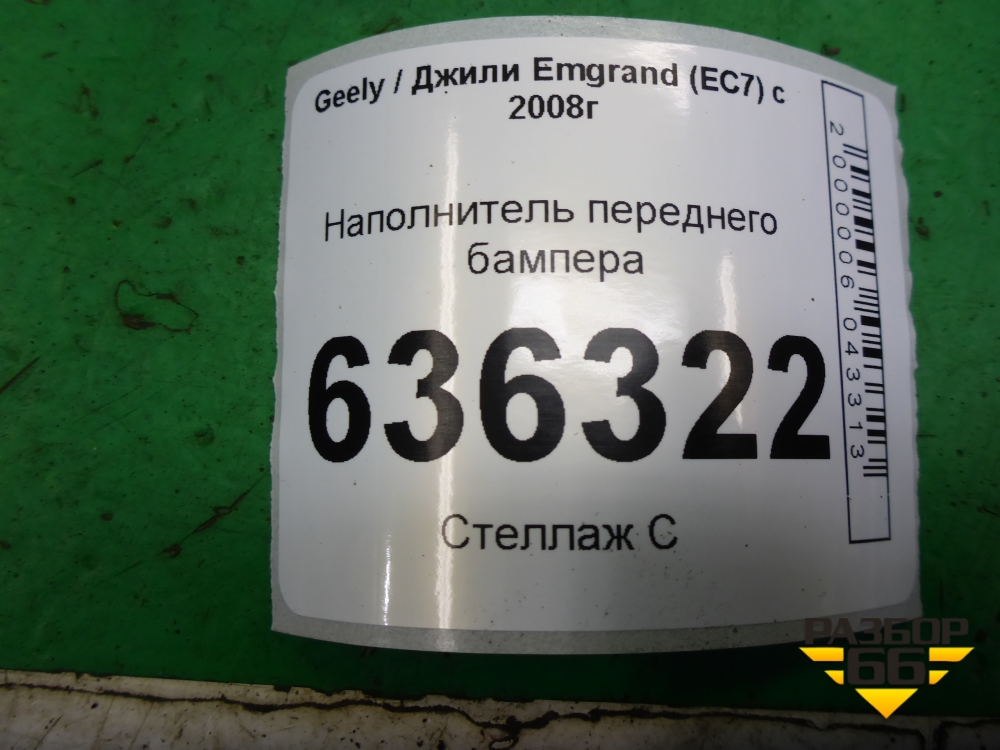 Geely / Джили Emgrand (EC7) с
2008г
Наполнитель переднего
бампера
636322
Стеллаж С
2000006043313
РАЗБОР
66